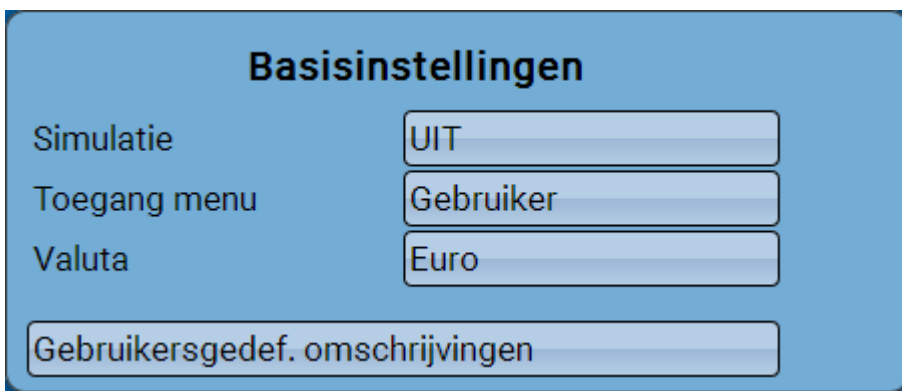 Basisinstellingen
Simulatie UIT
Toegang menu Gebruiker
Valuta Euro
Gebruikersgedef. omschrijvingen